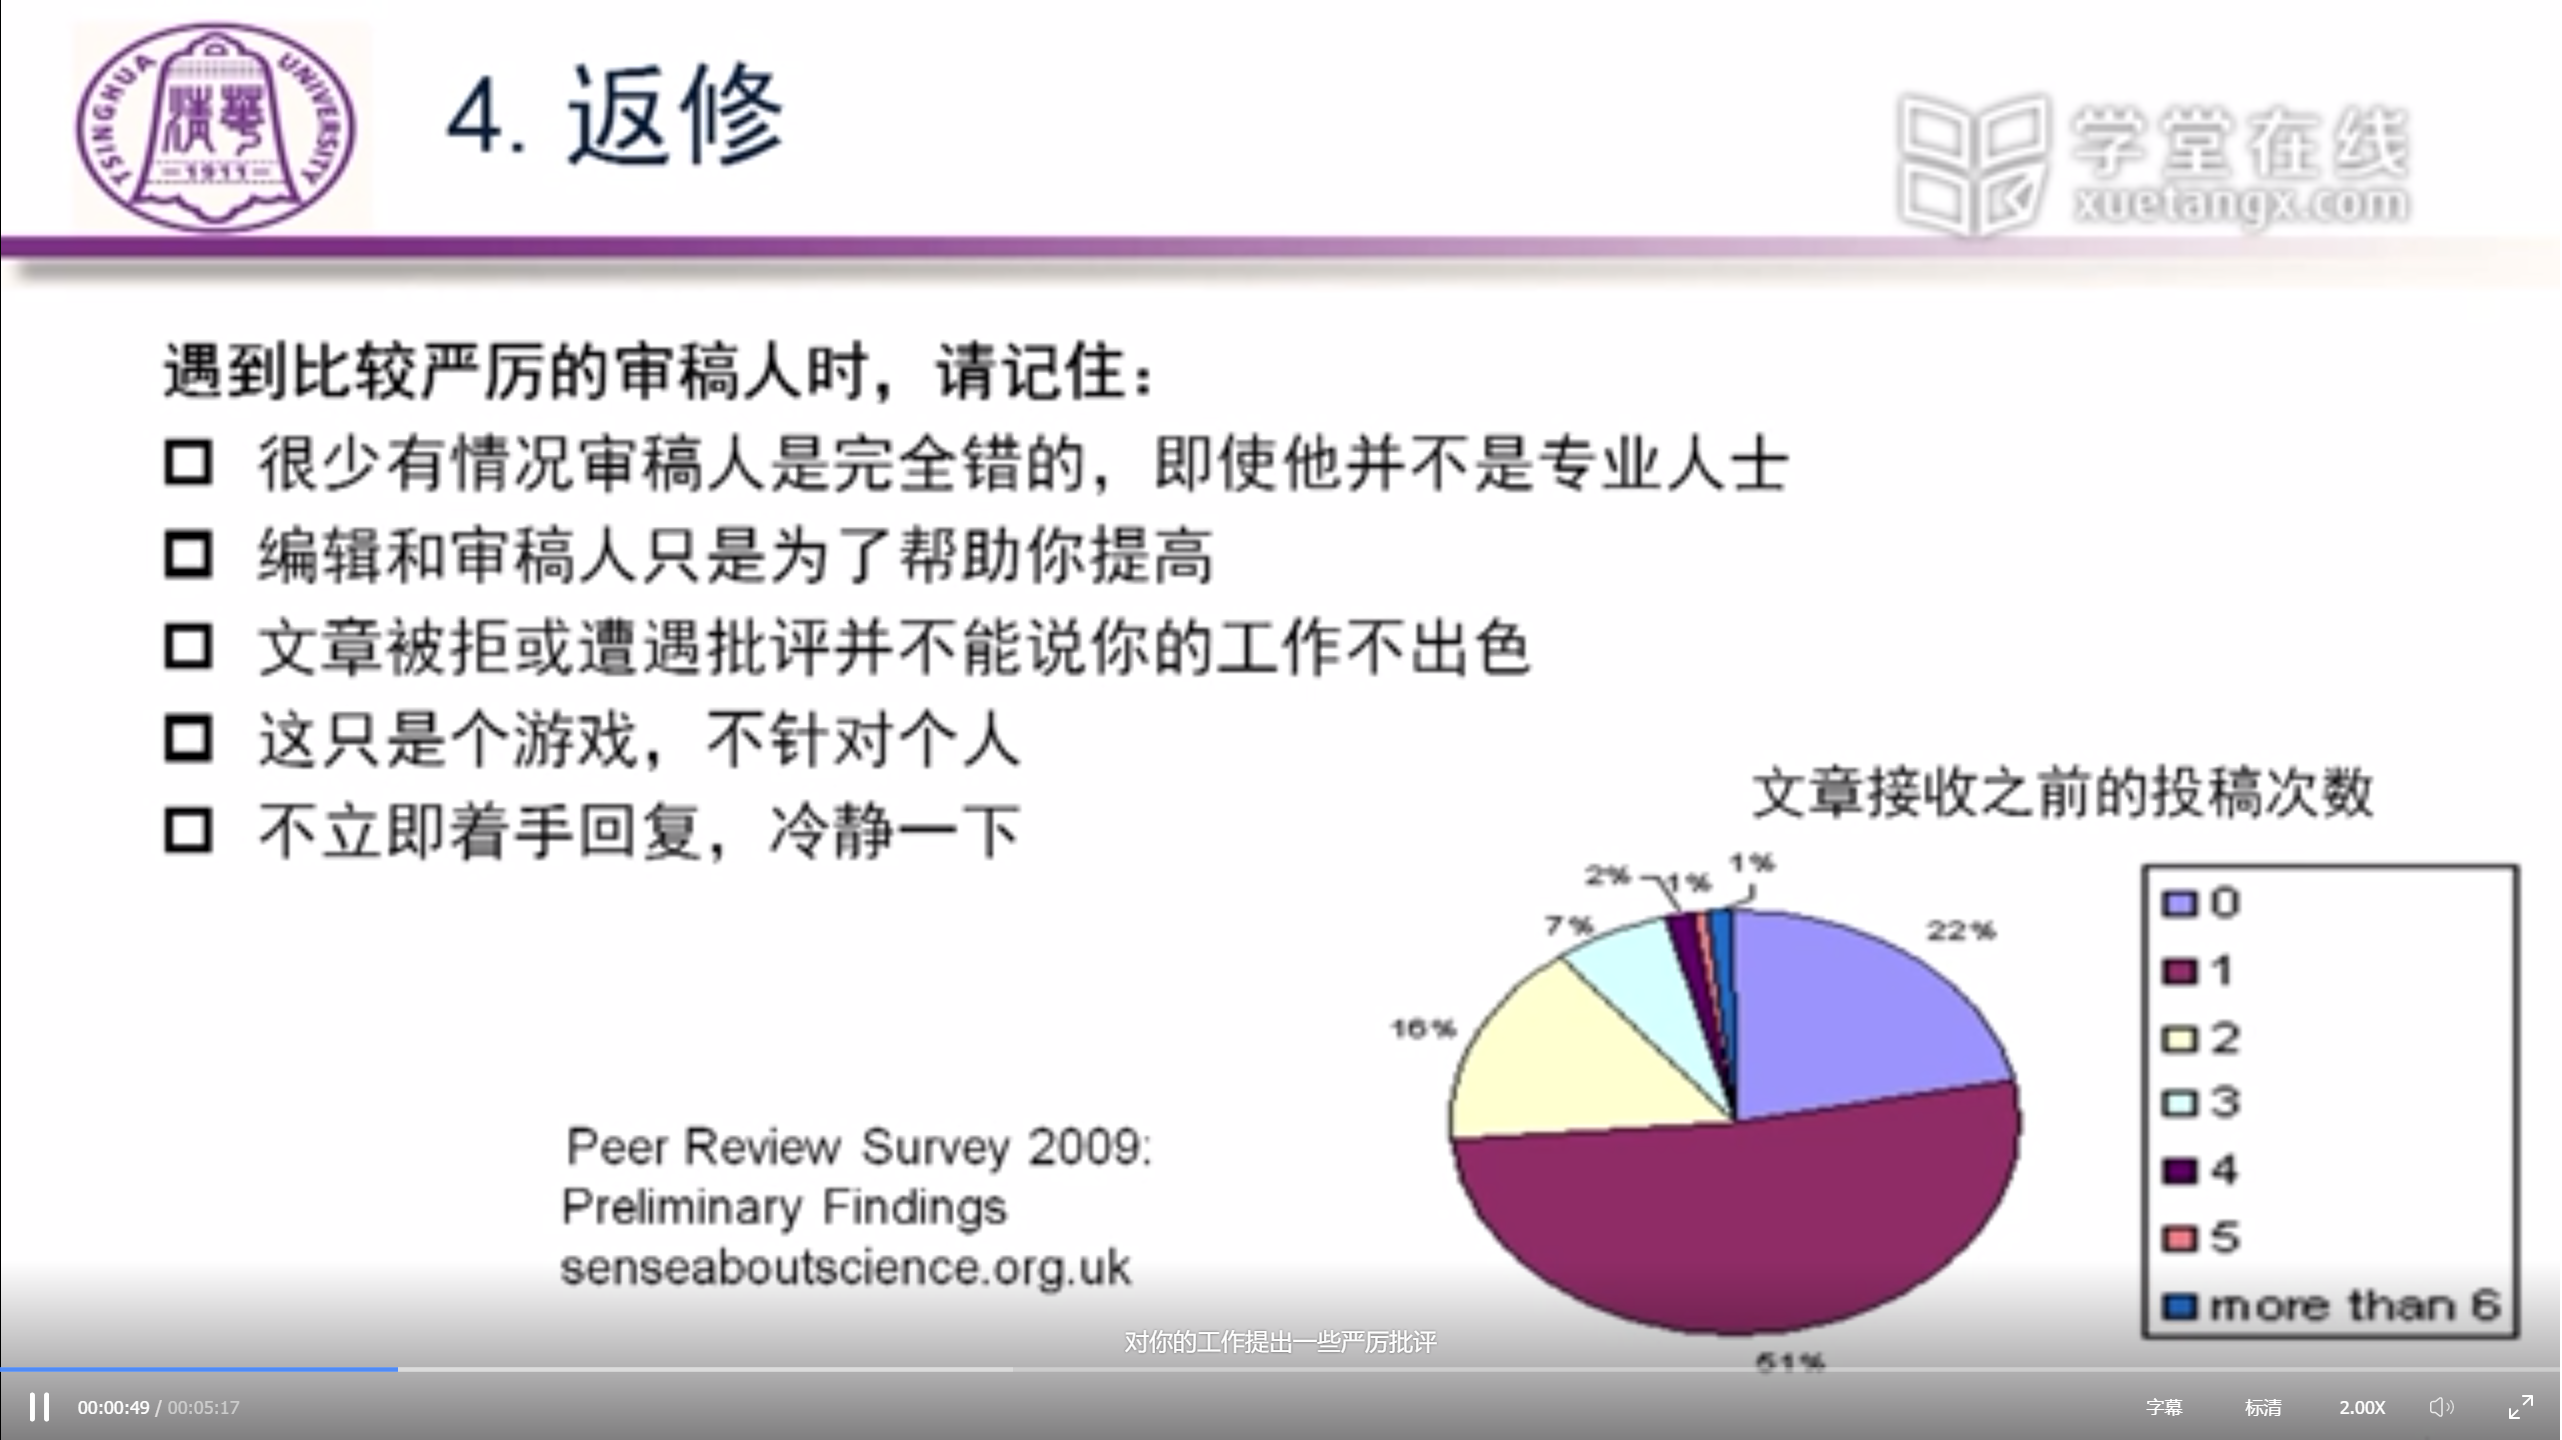 TSINGHUA UNIVERSITY
清華
1911
4. 返修
学堂在线
xuetangx.com
遇到比较严厉的审稿人时，请记住：
很少有情况审稿人是完全错的，即使他并不是专业人士
编辑和审稿人只是为了帮助你提高
文章被拒或遭遇批评并不能说你的工作不出色
这只是个游戏，不针对个人
不立即着手回复，冷静一下
文章接收之前的投稿次数
1%
2%
1%
7%
22%
16%
51%
0
1
2
3
4
5
more than 6
Peer Review Survey 2009:
Preliminary Findings
senseaboutscience.org.uk
对你的工作提出一些严厉批评
00:00:49 / 00:05:17
字幕
标清
2.00X